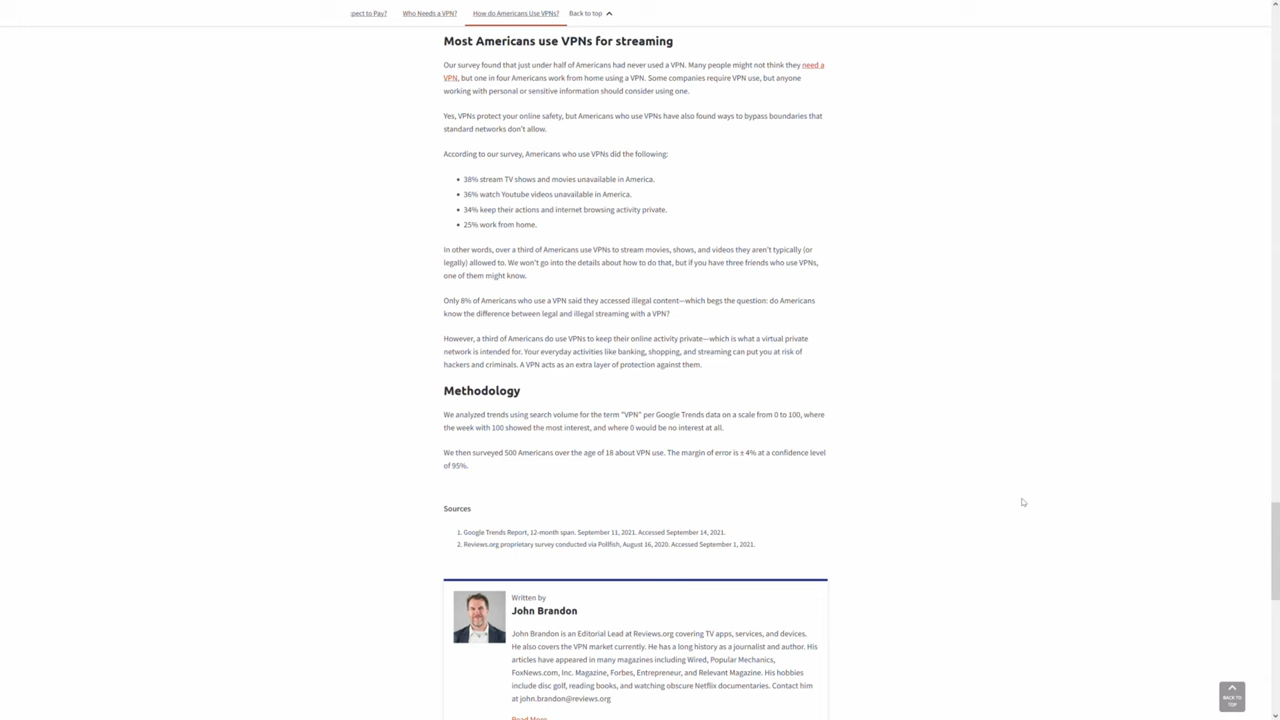 pect to Pay?
Who Needs a VPN?
How do Americans Use VPNs?
Back to top
Most Americans use VPNs for streaming
Our survey found that just under half of Americans had never used a VPN. Many people might not think they need a
VPN, but one in four Americans work from home using a VPN. Some companies require VPN use, but anyone
working with personal or sensitive information should consider using one.
Yes, VPNs protect your online safety, but Americans who use VPNs have also found ways to bypass boundaries that
standard networks don't allow.
According to our survey, Americans who use VPNs did the following:
• 38% stream TV shows and movies unavailable in America.
• 36% watch Youtube videos unavailable in America.
• 34% keep their actions and internet browsing activity private.
• 25% work from home.
In other words, over a third of Americans use VPNs to stream movies, shows, and videos they aren't typically (or
legally) allowed to. We won't go into the details about how to do that, but if you have three friends who use VPNs,
one of them might know.
Only 8% of Americans who use a VPN said they accessed illegal content—which begs the question: do Americans
know the difference between legal and illegal streaming with a VPN?
However, a third of Americans do use VPNs to keep their online activity private—which is what a virtual private
network is intended for. Your everyday activities like banking, shopping, and streaming can put you at risk of
hackers and criminals. A VPN acts as an extra layer of protection against them.
Methodology
We analyzed trends using search volume for the term "VPN" per Google Trends data on a scale from 0 to 100, where
the week with 100 showed the most interest, and where 0 would be no interest at all.
We then surveyed 500 Americans over the age of 18 about VPN use. The margin of error is ± 4% at a confidence level
of 95%.
Sources
1. Google Trends Report, 12-month span. September 11, 2021. Accessed September 14, 2021.
2. Reviews.org proprietary survey conducted via Pollfish, August 16, 2020. Accessed September 1, 2021.
Written by
John Brandon
John Brandon is an Editorial Lead at Reviews.org covering TV apps, services, and devices.
He also covers the VPN market currently. He has a long history as a journalist and author. His
articles have appeared in many magazines including Wired, Popular Mechanics,
FoxNews.com, Inc. Magazine, Forbes, Entrepreneur, and Relevant Magazine. His hobbies
include disc golf, reading books, and watching obscure Netflix documentaries. Contact him
at john.brandon@reviews.org
Read More
BACK TO
TOP